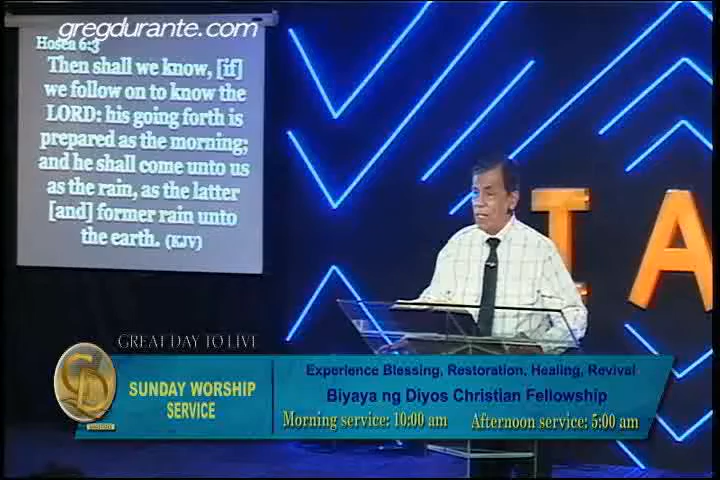 gregdurante.com
Hosea 6:3
Then shall we know, [if]
we follow on to know the
LORD: his going forth is
prepared as the morning;
and he shall come unto us
as the rain, as the latter
[and] former rain unto
the earth. (KJV)
TA
GREAT DAY TO LIVE
SUNDAY WORSHIP
SERVICE
Experience Blessing, Restoration, Healing, Revival
Biyaya ng Diyos Christian Fellowship
Morning service: 10:00 am Afternoon service: 5:00 am